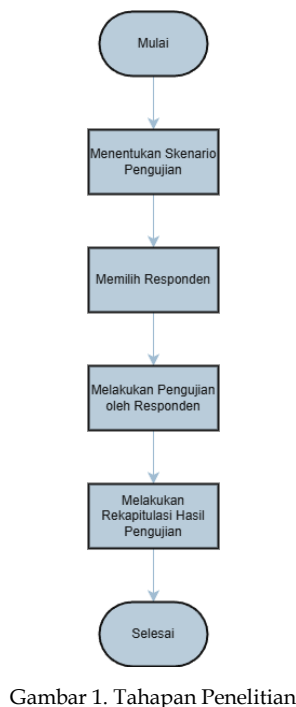 Mulai
Menentukan Skenario
Pengujian
Memilih Responden
Melakukan Pengujian
oleh Responden
Melakukan
Rekapitulasi Hasil
Pengujian
Selesai
Gambar 1. Tahapan Penelitian